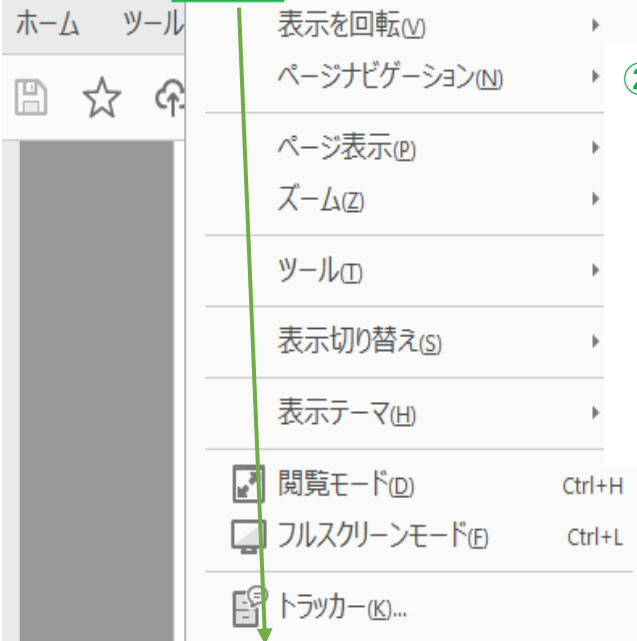 ホーム ツール
表示を回転(V)
ページナビゲーション(N)
②
ページ表示(P)
ズーム(Z)
ツール(T)
表示切り替え(S)
表示テーマ(H)
閲覧モード(D) Ctrl+H
フルスクリーンモード(F) Ctrl+L
トラッカー(K)...